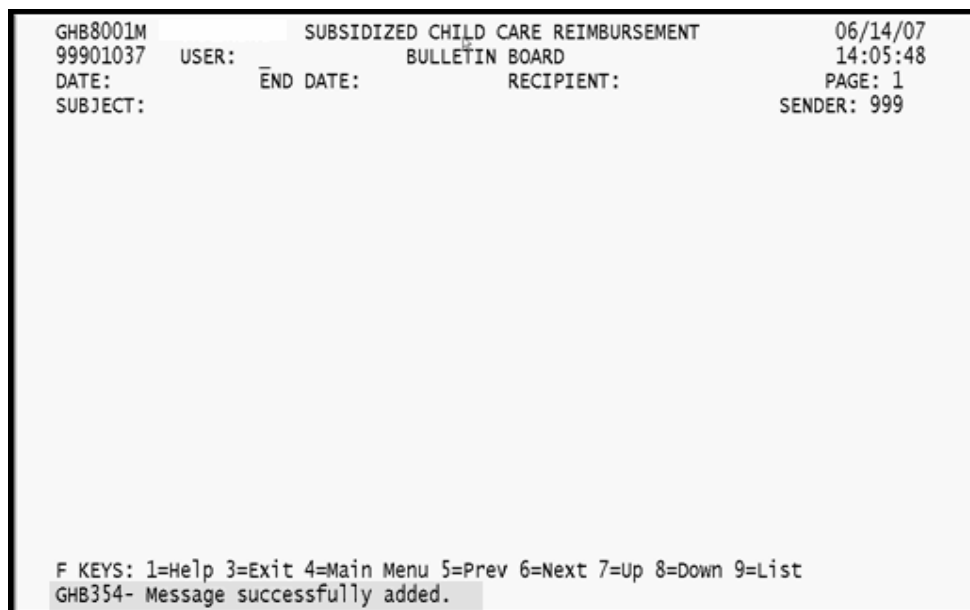 GHB8001M SUBSIDIZED CHILD CARE REIMBURSEMENT 06/14/07
99901037 USER: _ BULLETIN BOARD 14:05:48
DATE: END DATE: RECIPIENT: PAGE: 1
SUBJECT: SENDER: 999
F KEYS: 1=Help 3=Exit 4=Main Menu 5=Prev 6=Next 7=Up 8=Down 9=List
GHB354- Message successfully added.